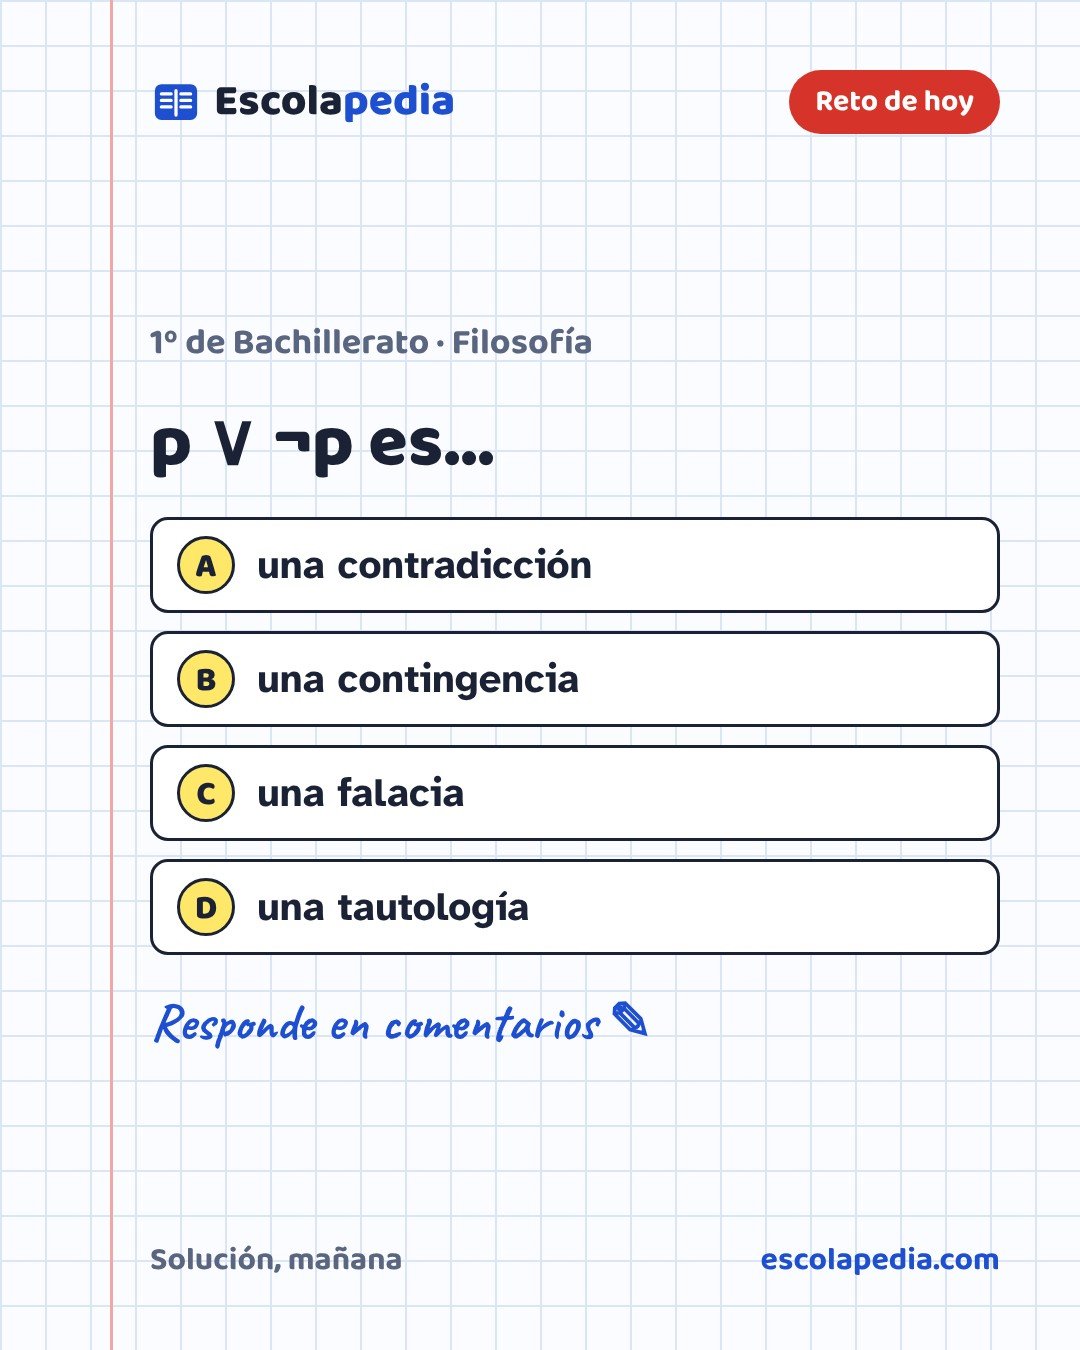 Escolapedia
Reto de hoy
1º de Bachillerato · Filosofía
p ∨ ¬p es...
A una contradicción
B una contingencia
C una falacia
D una tautología
Responde en comentarios ✎
Solución, mañana
escolapedia.com